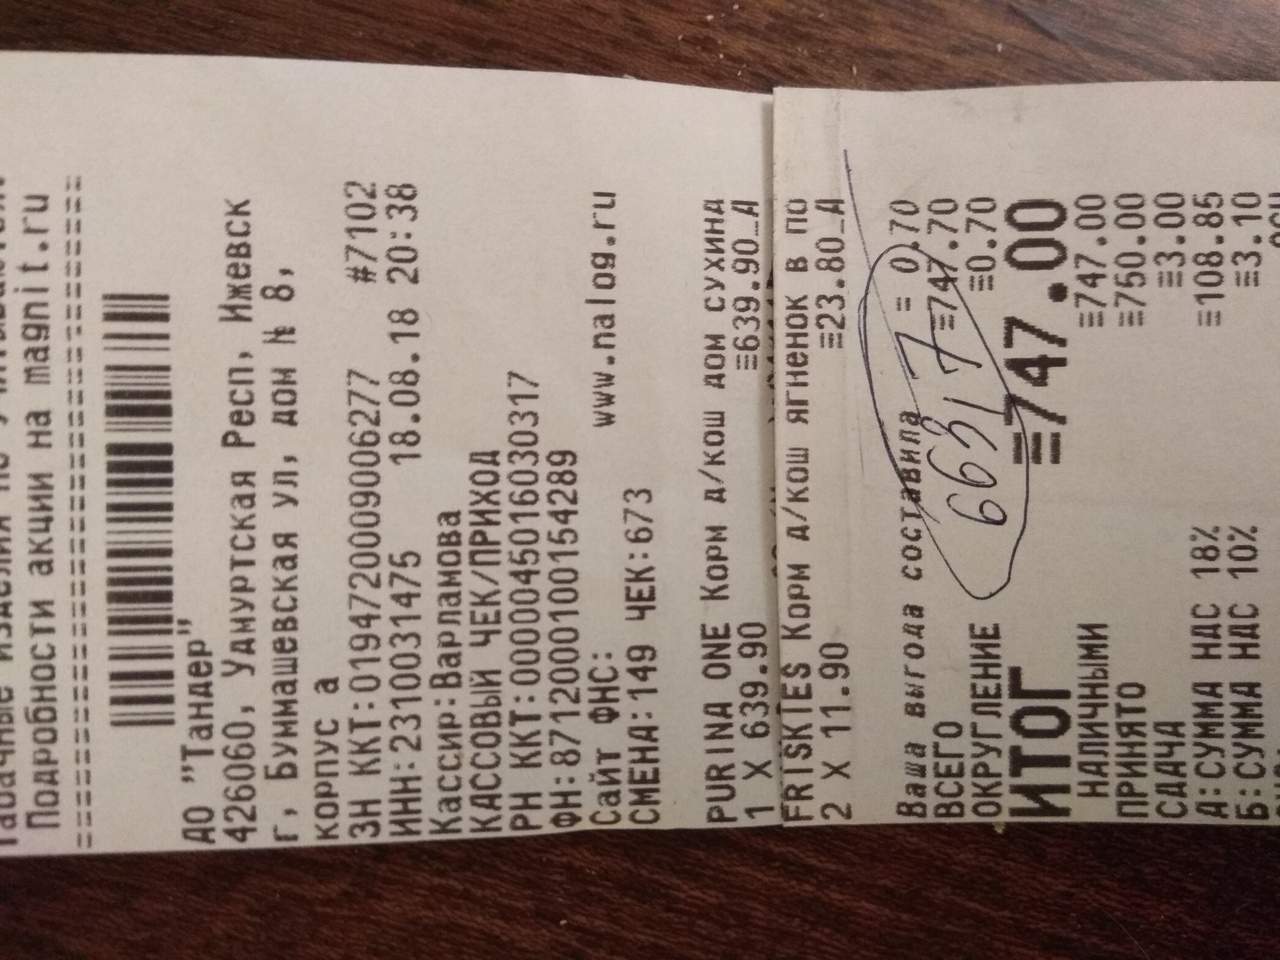 Подробности акции на magnit.ru
=================================
АО "Тандер"
426060, Удмуртская Респ, Ижевск
г, Буммашевская ул, дом № 8,
корпус а
ЗН ККТ:0194720009006277 #7102
ИНН:2310031475 18.08.18 20:38
Кассир:Варламова
КАССОВЫЙ ЧЕК/ПРИХОД
РН ККТ:0000045016030317
ФН:8712000100154289
Сайт ФНС: www.nalog.ru
СМЕНА:149 ЧЕК:673
PURINA ONE Корм д/кош дом сухинд
1 X 639.90 ≡639.90_А
FRISKIES Корм д/кош ягненок в по
2 X 11.90 ≡23.80_А
Ваша выгода составила = 0.70
ВСЕГО ≡747.70
ОКРУГЛЕНИЕ ≡0.70
ИТОГ ≡747.00
НАЛИЧНЫМИ ≡747.00
ПРИНЯТО ≡750.00
СДАЧА ≡3.00
А:СУММА НДС 18% ≡108.85
Б:СУММА НДС 10% ≡3.10